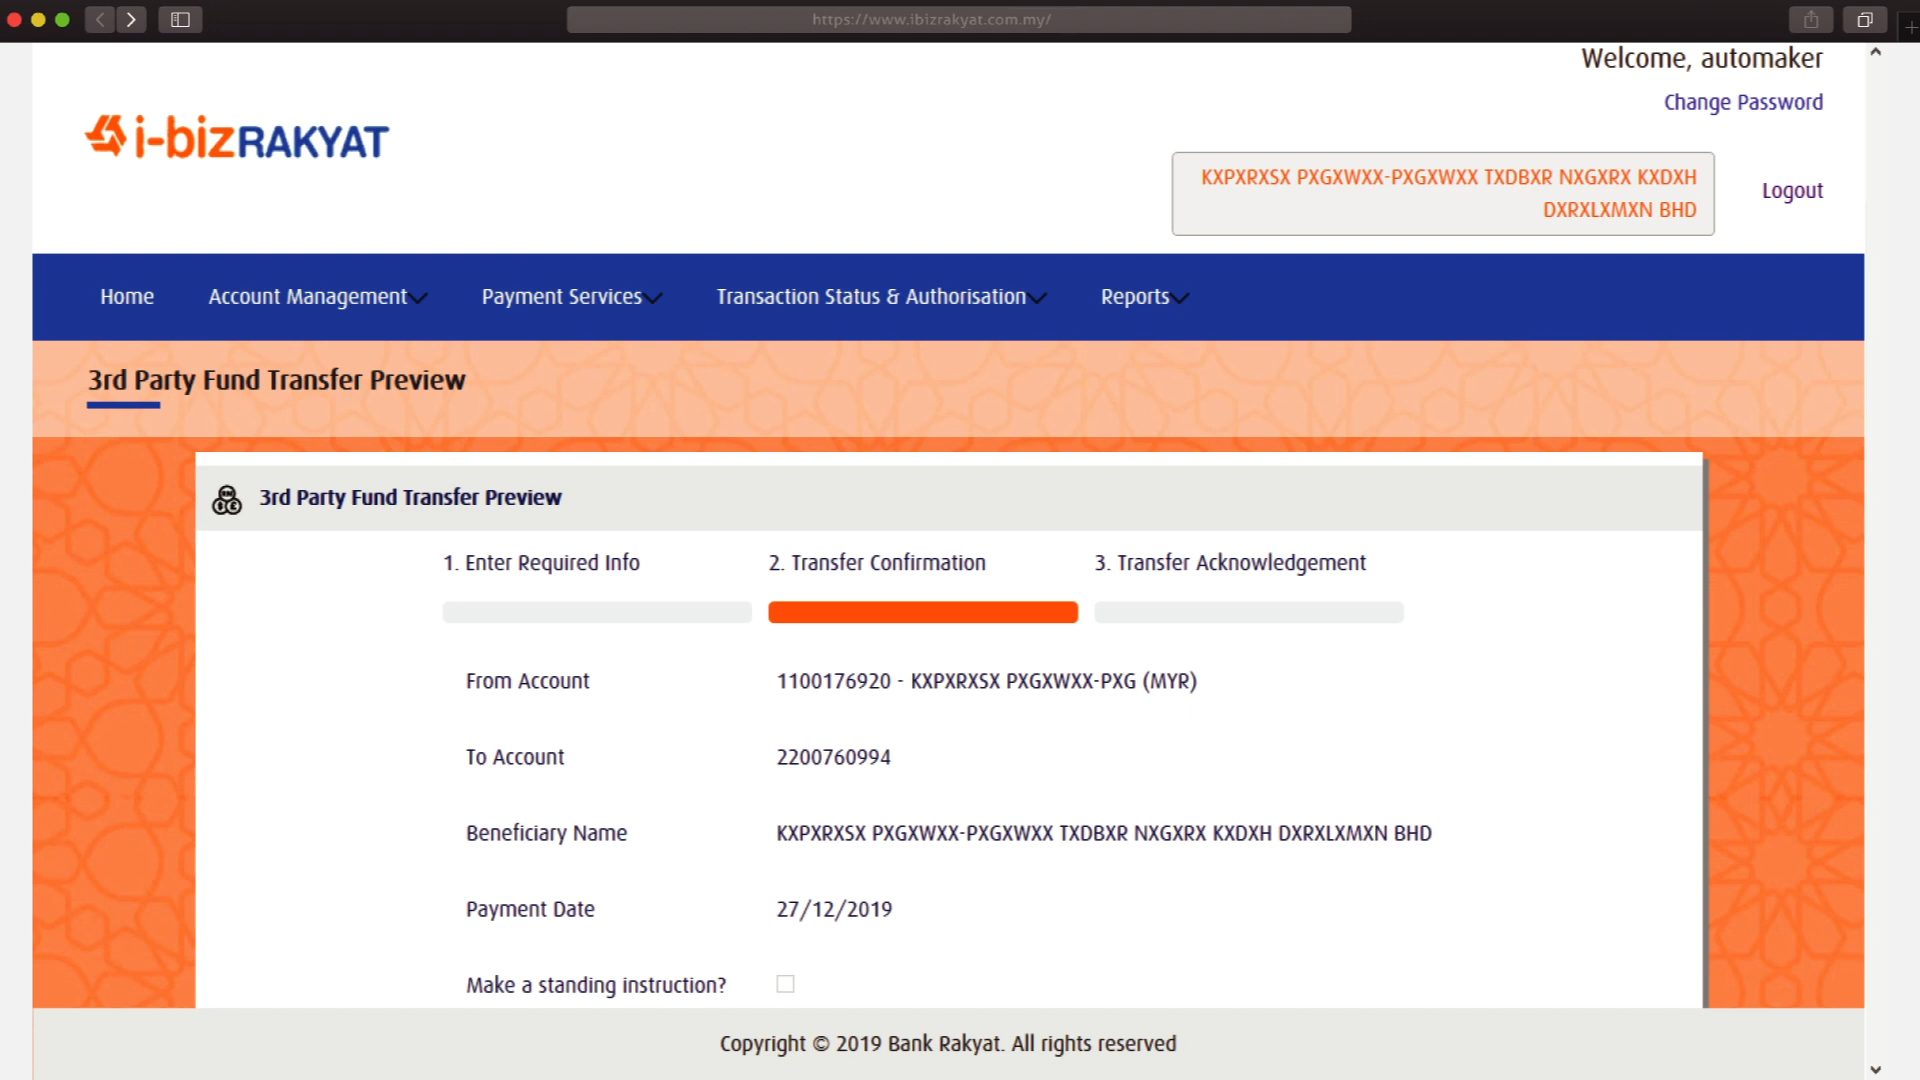 https://www.ibizrakyat.com.my/
Welcome, automaker
Change Password
i-bizRAKYAT
KXPXRXSX PXGXWXX-PXGXWXX TXDBXR NXGXRX KXDXH
DXRXLXMXN BHD
Logout
Home Account Management Payment Services Transaction Status & Authorisation Reports
3rd Party Fund Transfer Preview
3rd Party Fund Transfer Preview
1. Enter Required Info 2. Transfer Confirmation 3. Transfer Acknowledgement
From Account 1100176920 - KXPXRXSX PXGXWXX-PXG (MYR)
To Account 2200760994
Beneficiary Name KXPXRXSX PXGXWXX-PXGXWXX TXDBXR NXGXRX KXDXH DXRXLXMXN BHD
Payment Date 27/12/2019
Make a standing instruction?
Copyright © 2019 Bank Rakyat. All rights reserved